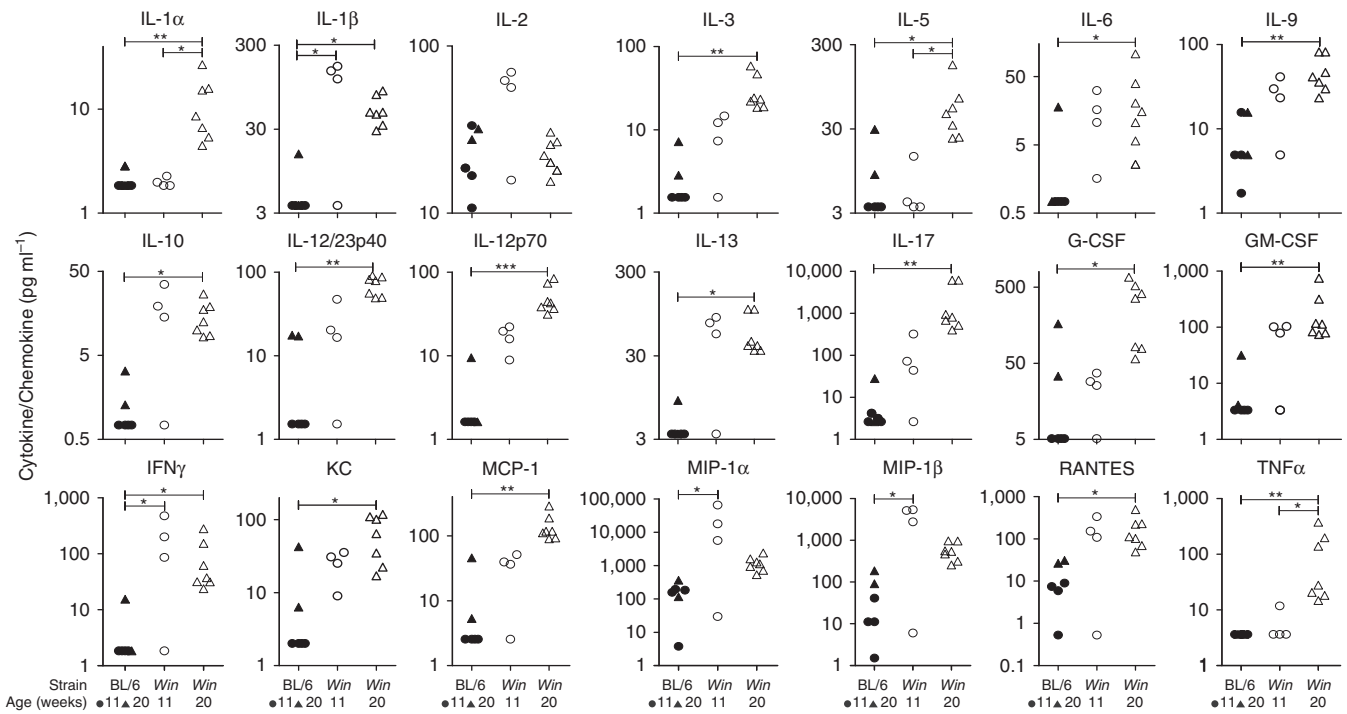 IL-1α IL-1β IL-2 IL-3 IL-5 IL-6 IL-9
** * * * ** * * * **
10 1 300 30 3 100 10 100 10 1 300 30 3 50 5 0.5 100 10 1
Cytokine/Chemokine (pg ml⁻¹)
IL-10 IL-12/23p40 IL-12p70 IL-13 IL-17 G-CSF GM-CSF
* ** *** * ** * **
50 5 0.5 100 10 1 100 10 1 300 30 3 10,000 1,000 100 10 1 500 50 5 1,000 100 10 1
IFNγ KC MCP-1 MIP-1α MIP-1β RANTES TNFα
* * * ** * * * ** *
1,000 100 10 1 100 10 1 100 10 1 100,000 10,000 1,000 100 10 1 10,000 1,000 100 10 1 1,000 100 10 1 0.1 1,000 100 10 1
Strain BL/6 Win Win BL/6 Win Win BL/6 Win Win BL/6 Win Win BL/6 Win Win BL/6 Win Win BL/6 Win Win
Age (weeks) ●11▲20 11 20 ●11▲20 11 20 ●11▲20 11 20 ●11▲20 11 20 ●11▲20 11 20 ●11▲20 11 20 ●11▲20 11 20